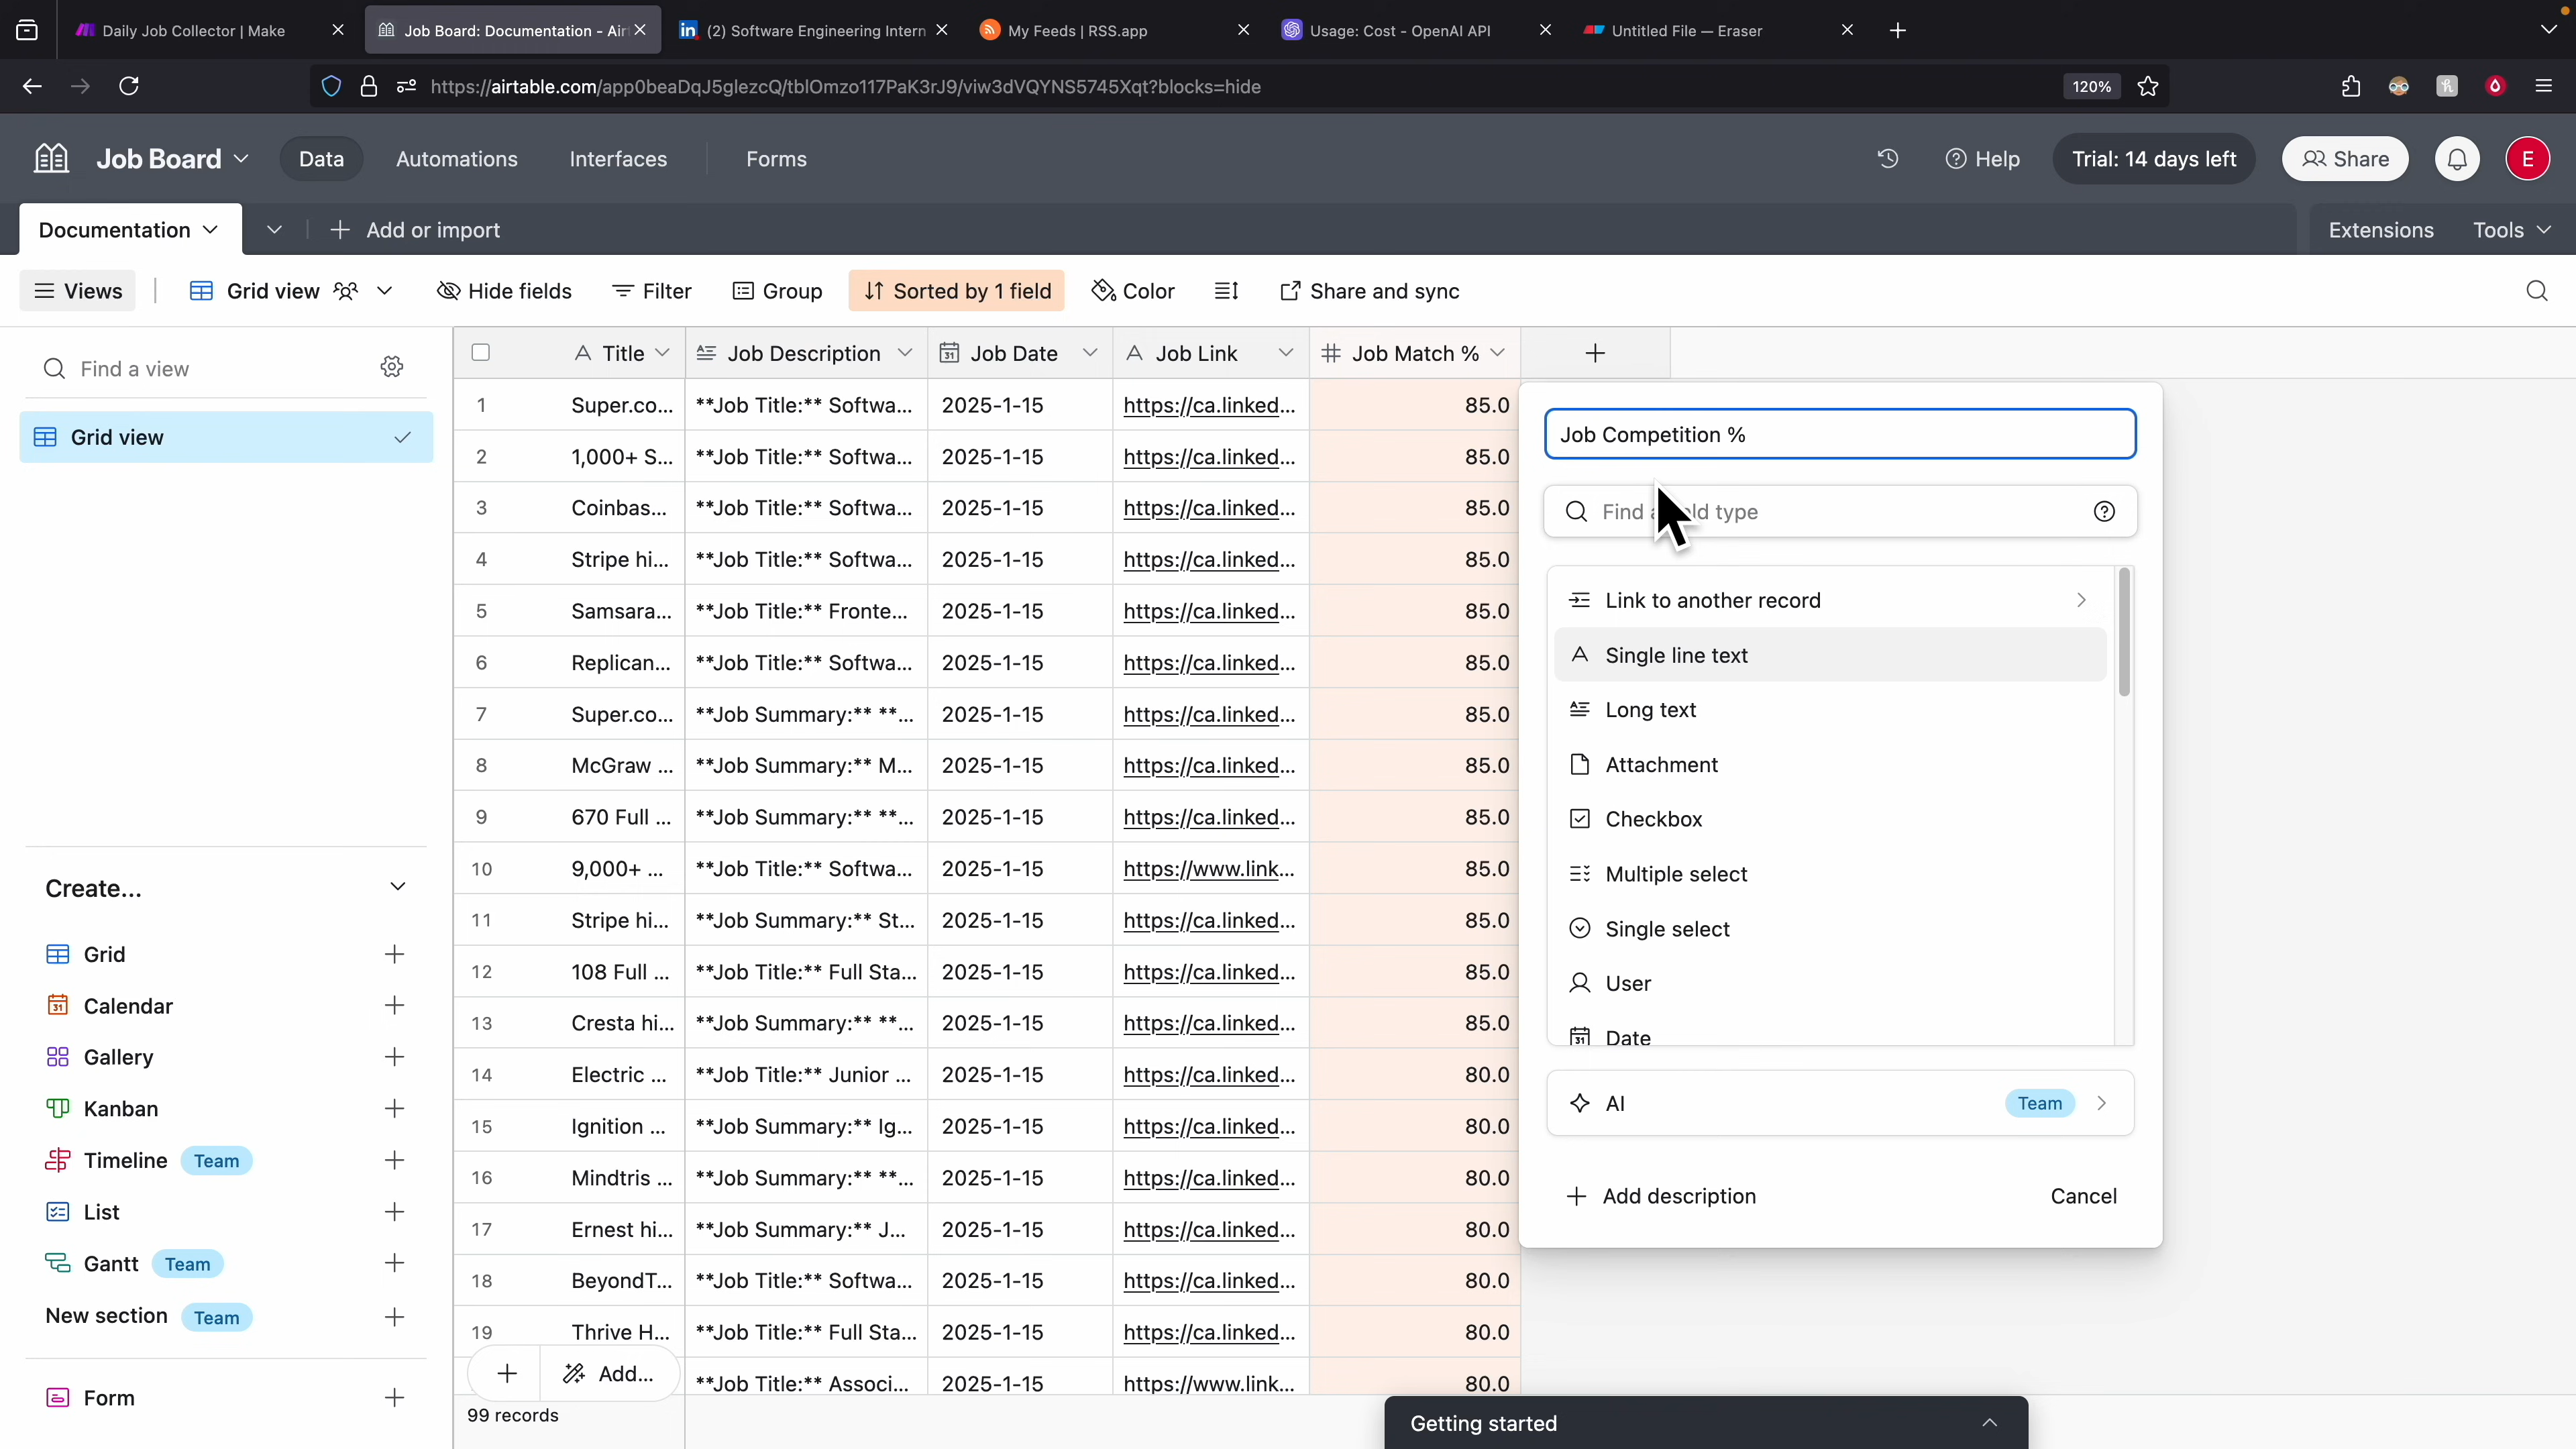 Daily Job Collector | Make
Job Board: Documentation - Air
(2) Software Engineering Intern
My Feeds | RSS.app
Usage: Cost - OpenAI API
Untitled File — Eraser
https://airtable.com/app0beaDqJ5glezcQ/tblOmzo117PaK3rJ9/viw3dVQYNS5745Xqt?blocks=hide
120%
Job Board
Data
Automations
Interfaces
Forms
Help
Trial: 14 days left
Share
E
Documentation
Add or import
Extensions
Tools
Views
Grid view
Hide fields
Filter
Group
Sorted by 1 field
Color
Share and sync
Find a view
Grid view
Create...
Grid
Calendar
Gallery
Kanban
Timeline Team
List
Gantt Team
New section Team
Form
Title Job Description Job Date Job Link Job Match %
1 Super.co... **Job Title:** Softwa... 2025-1-15 https://ca.linked... 85.0
2 1,000+ S... **Job Title:** Softwa... 2025-1-15 https://ca.linked... 85.0
3 Coinbas... **Job Title:** Softwa... 2025-1-15 https://ca.linked... 85.0
4 Stripe hi... **Job Title:** Softwa... 2025-1-15 https://ca.linked... 85.0
5 Samsara... **Job Title:** Fronte... 2025-1-15 https://ca.linked... 85.0
6 Replican... **Job Title:** Softwa... 2025-1-15 https://ca.linked... 85.0
7 Super.co... **Job Summary:** **... 2025-1-15 https://ca.linked... 85.0
8 McGraw ... **Job Summary:** M... 2025-1-15 https://ca.linked... 85.0
9 670 Full ... **Job Summary:** **... 2025-1-15 https://ca.linked... 85.0
10 9,000+ ... **Job Title:** Softwa... 2025-1-15 https://www.link... 85.0
11 Stripe hi... **Job Summary:** St... 2025-1-15 https://ca.linked... 85.0
12 108 Full ... **Job Title:** Full Sta... 2025-1-15 https://ca.linked... 85.0
13 Cresta hi... **Job Summary:** **... 2025-1-15 https://ca.linked... 85.0
14 Electric ... **Job Title:** Junior ... 2025-1-15 https://ca.linked... 80.0
15 Ignition ... **Job Summary:** Ig... 2025-1-15 https://ca.linked... 80.0
16 Mindtris ... **Job Summary:** **... 2025-1-15 https://ca.linked... 80.0
17 Ernest hi... **Job Summary:** J... 2025-1-15 https://ca.linked... 80.0
18 BeyondT... **Job Title:** Softwa... 2025-1-15 https://ca.linked... 80.0
19 Thrive H... **Job Title:** Full Sta... 2025-1-15 https://ca.linked... 80.0
**Job Title:** Associ... 2025-1-15 https://www.link... 80.0
Add...
99 records
Job Competition %
Find type
Link to another record
Single line text
Long text
Attachment
Checkbox
Multiple select
Single select
User
Date
AI Team
Add description
Cancel
Getting started